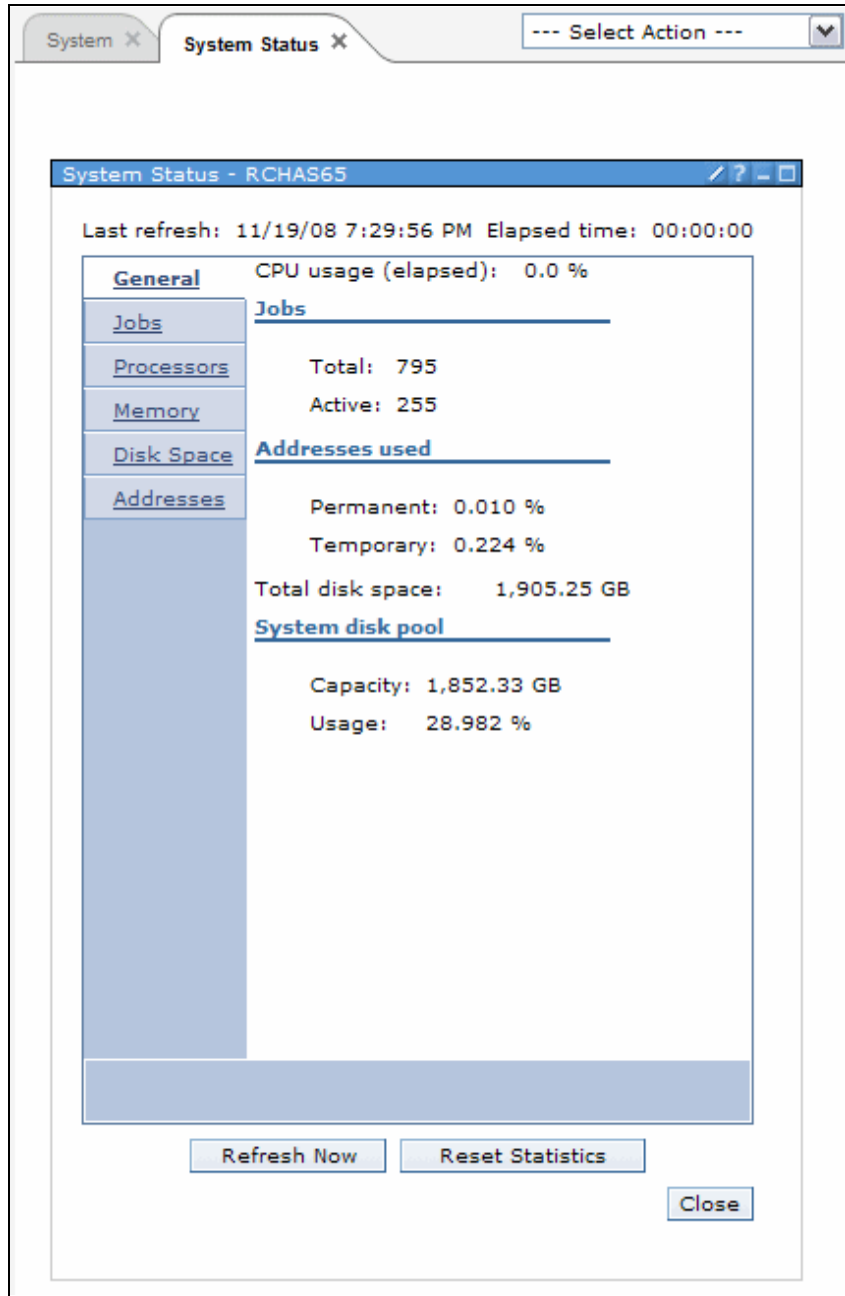 System
System Status
--- Select Action ---
System Status - RCHAS65
Last refresh: 11/19/08 7:29:56 PM Elapsed time: 00:00:00
General
Jobs
Processors
Memory
Disk Space
Addresses
CPU usage (elapsed): 0.0 %
Jobs
Total: 795
Active: 255
Addresses used
Permanent: 0.010 %
Temporary: 0.224 %
Total disk space: 1,905.25 GB
System disk pool
Capacity: 1,852.33 GB
Usage: 28.982 %
Refresh Now
Reset Statistics
Close